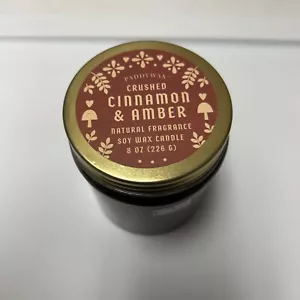 PADDYWAX
CRUSHED
CINNAMON
& AMBER
NATURAL FRAGRANCE
SOY WAX CANDLE
8 OZ (226 G)